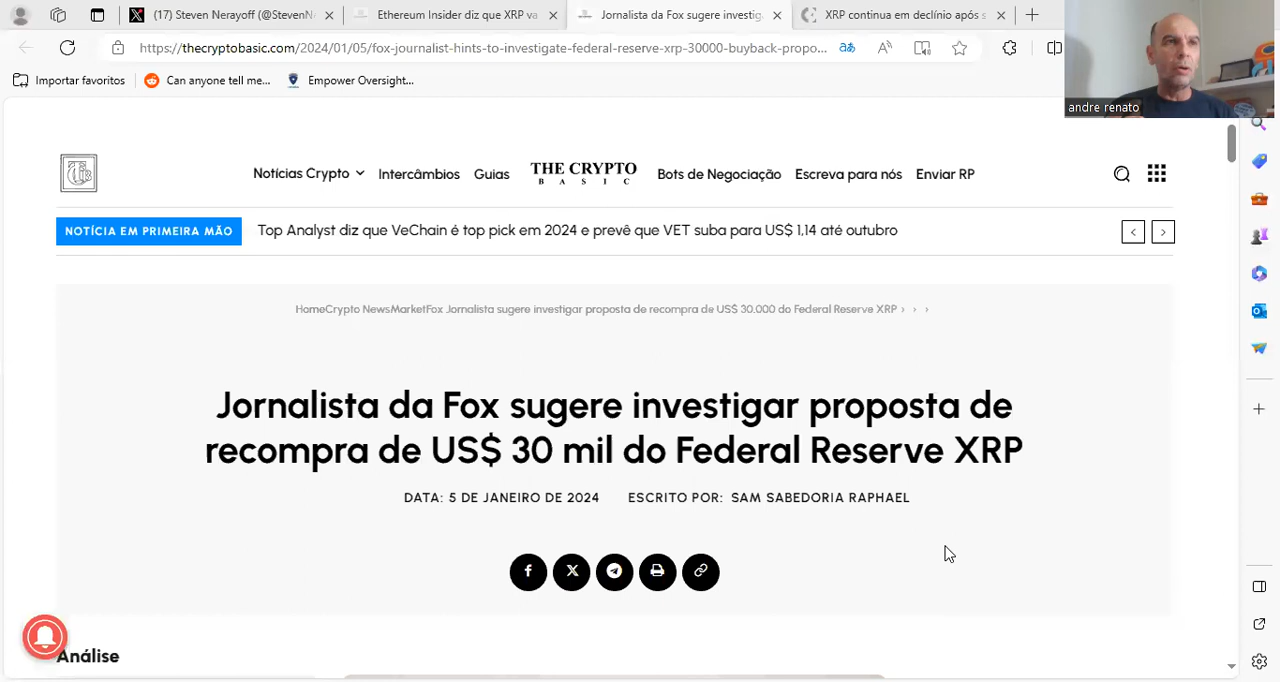 (17) Steven Nerayoff (@StevenN
Ethereum Insider diz que XRP va
Jornalista da Fox sugere investig
XRP continua em declínio após s
https://thecryptobasic.com/2024/01/05/fox-journalist-hints-to-investigate-federal-reserve-xrp-30000-buyback-propo...
Importar favoritos
Can anyone tell me...
Empower Oversight...
andre renato
Notícias Crypto
Intercâmbios
Guias
THE CRYPTO
BASIC
Bots de Negociação
Escreva para nós
Enviar RP
NOTÍCIA EM PRIMEIRA MÃO
Top Analyst diz que VeChain é top pick em 2024 e prevê que VET suba para US$ 1,14 até outubro
HomeCrypto NewsMarketFox Jornalista sugere investigar proposta de recompra de US$ 30.000 do Federal Reserve XRP › › ›
Jornalista da Fox sugere investigar proposta de
recompra de US$ 30 mil do Federal Reserve XRP
DATA: 5 DE JANEIRO DE 2024 ESCRITO POR: SAM SABEDORIA RAPHAEL
Análise